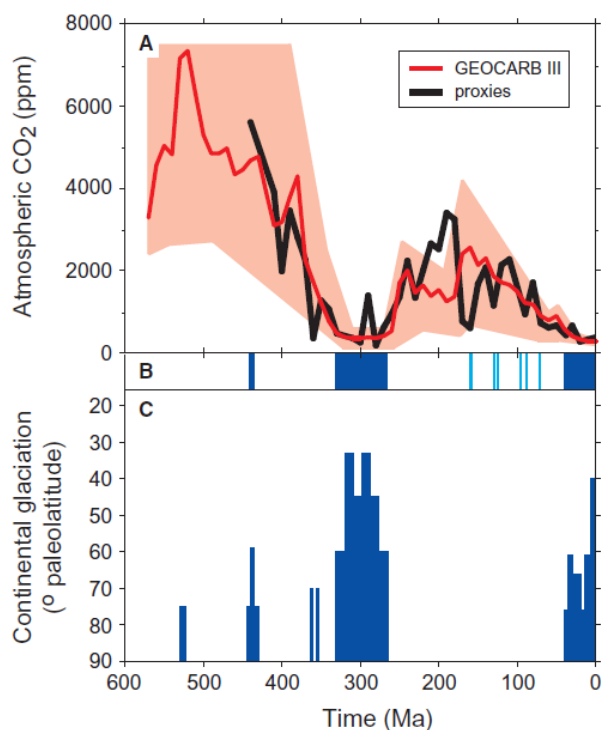 8000
A
GEOCARB III
proxies
6000
4000
2000
0
Atmospheric CO2 (ppm)
B
C
20
30
40
50
60
70
80
90
Continental glaciation
(o paleolatitude)
600 500 400 300 200 100 0
Time (Ma)